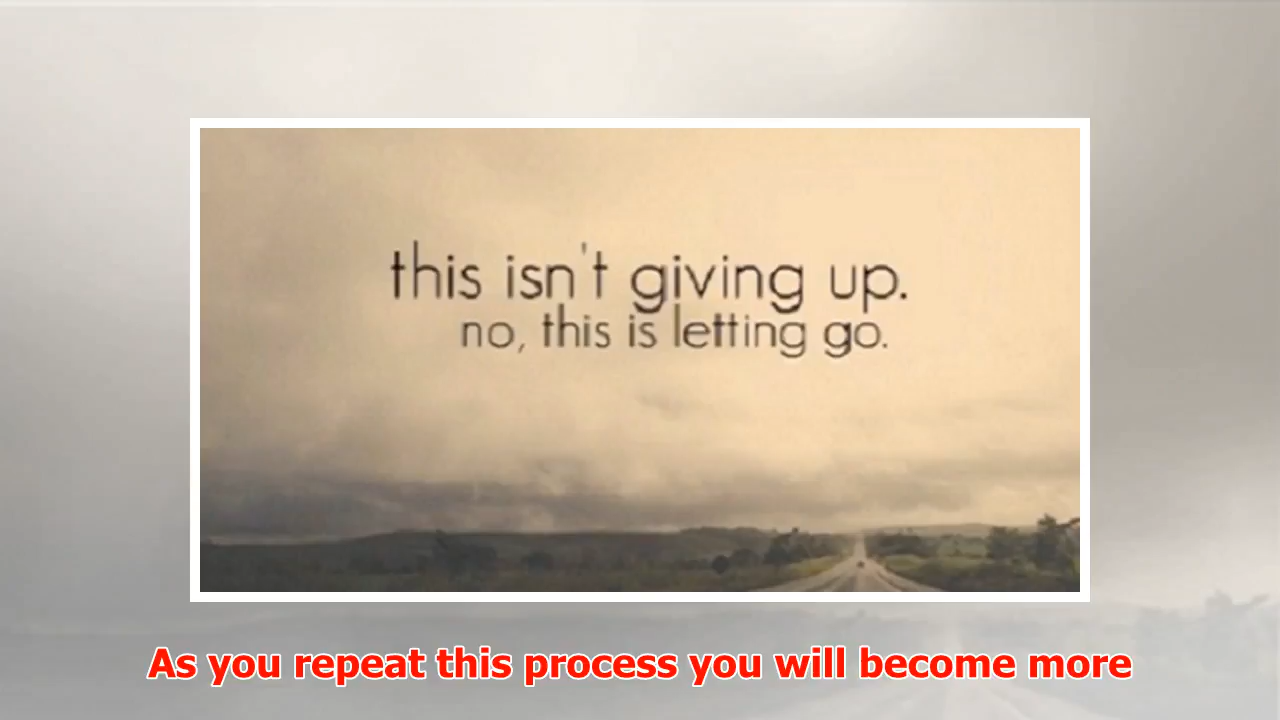 this isn't giving up.
no, this is letting go.
As you repeat this process you will become more